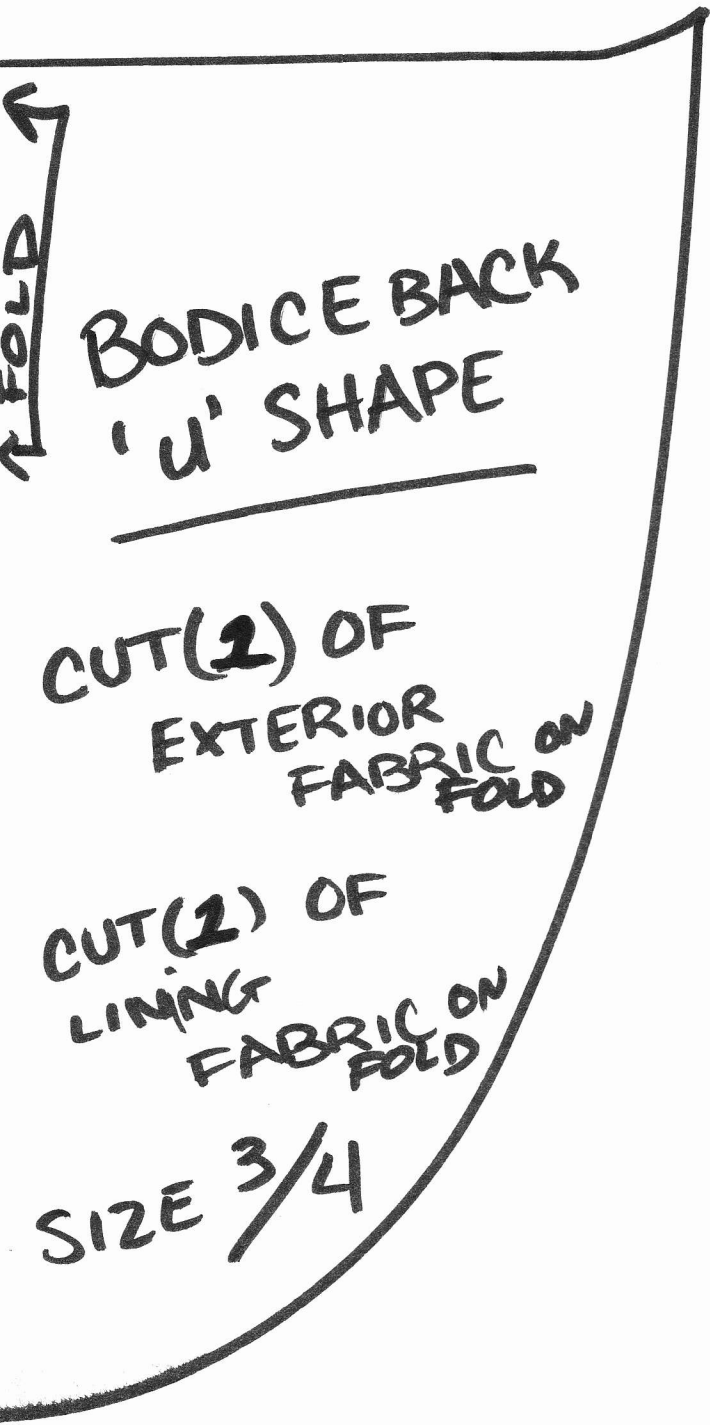 FOLD
BODICE BACK
'U' SHAPE
CUT(1) OF
EXTERIOR
FABRIC ON
FOLD
CUT(1) OF
LINING
FABRIC ON
FOLD
SIZE 3/4